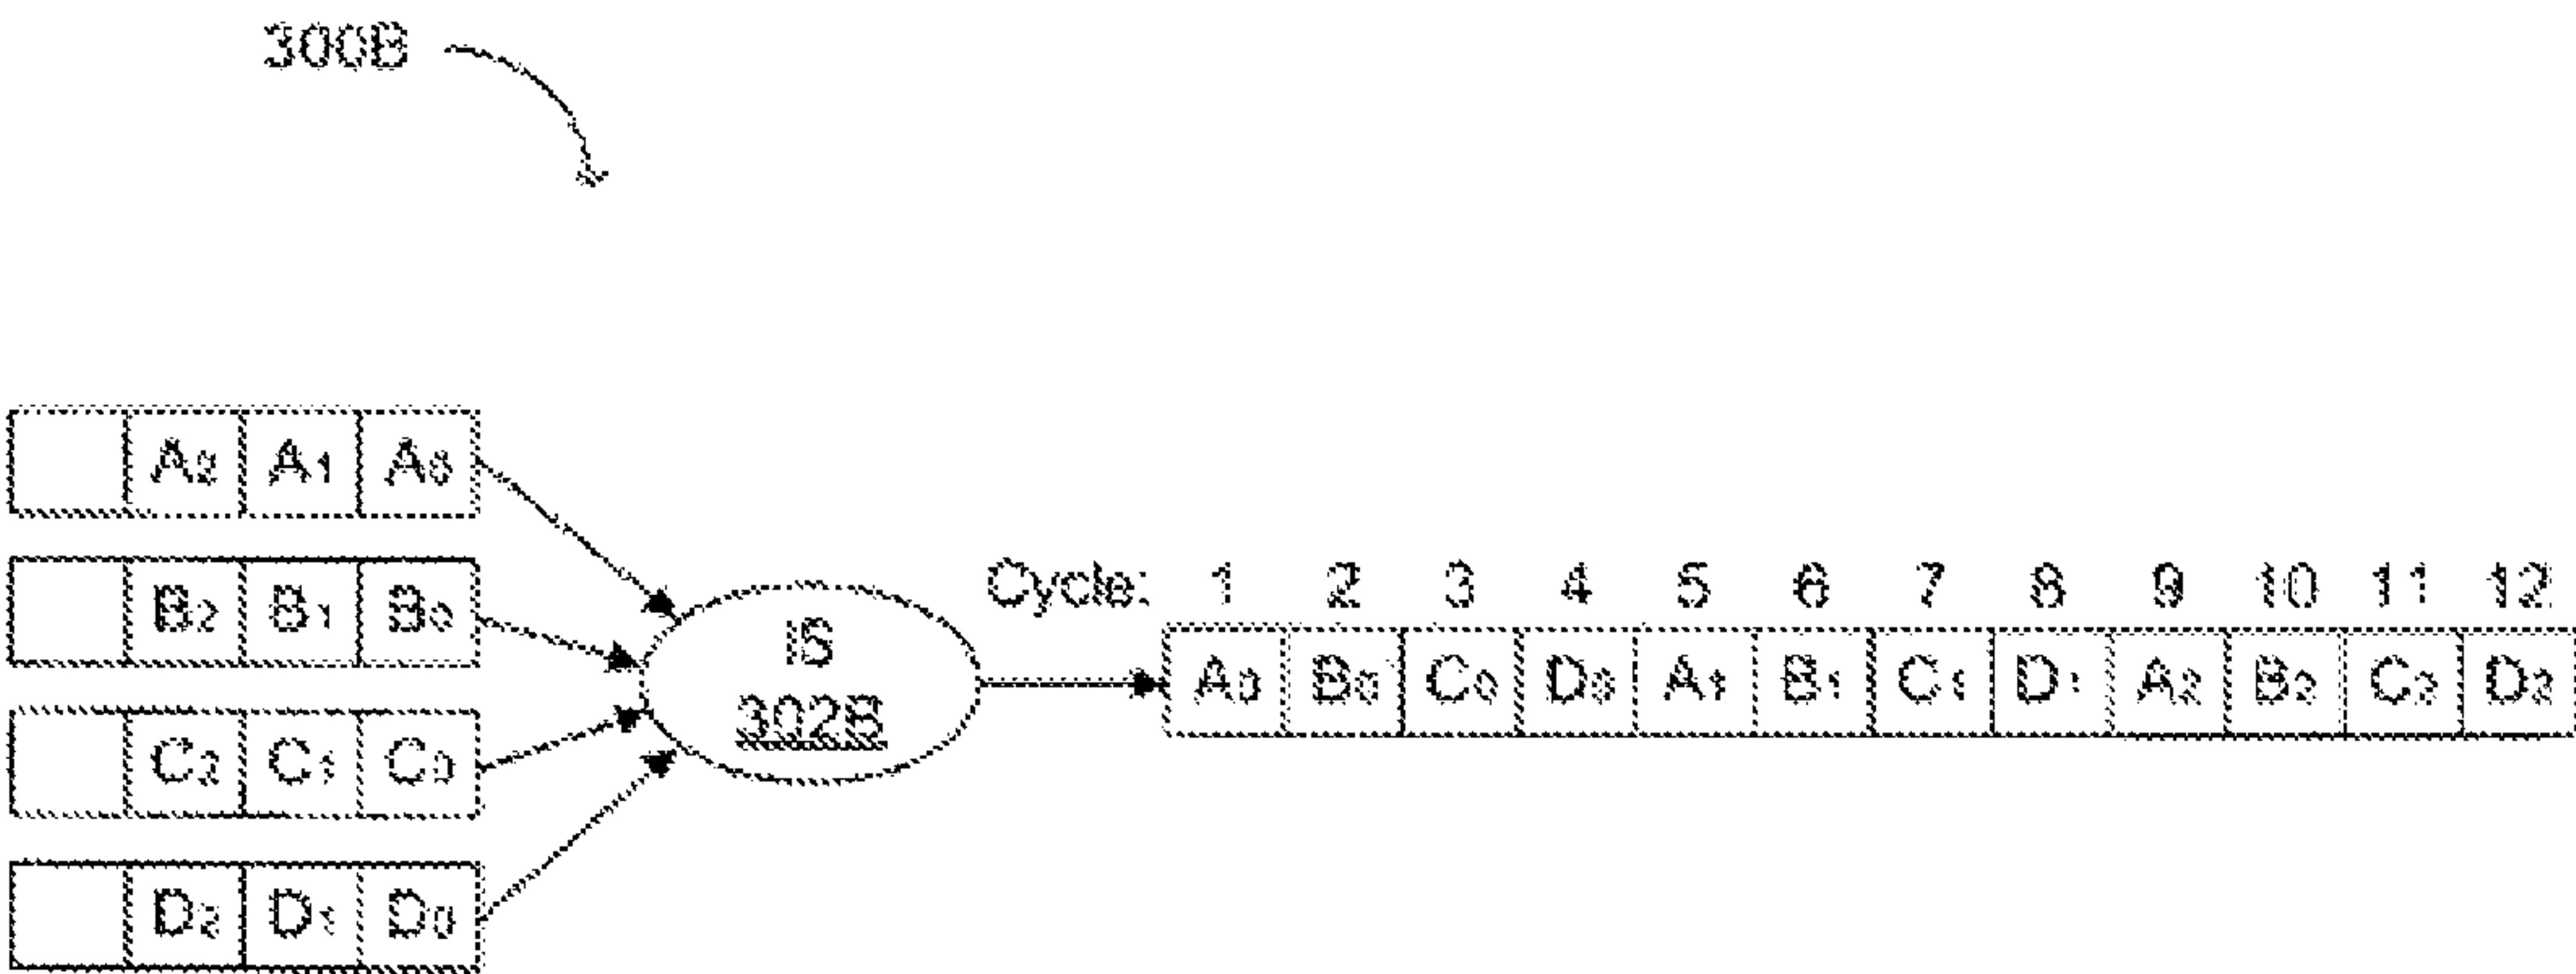 300B
A2 A1 A0
B2 B1 B0
C2 C1 C0
D2 D1 D0
IS
302B
Cycle: 1 2 3 4 5 6 7 8 9 10 11 12
A0 B0 C0 D0 A1 B1 C1 D1 A2 B2 C2 D2